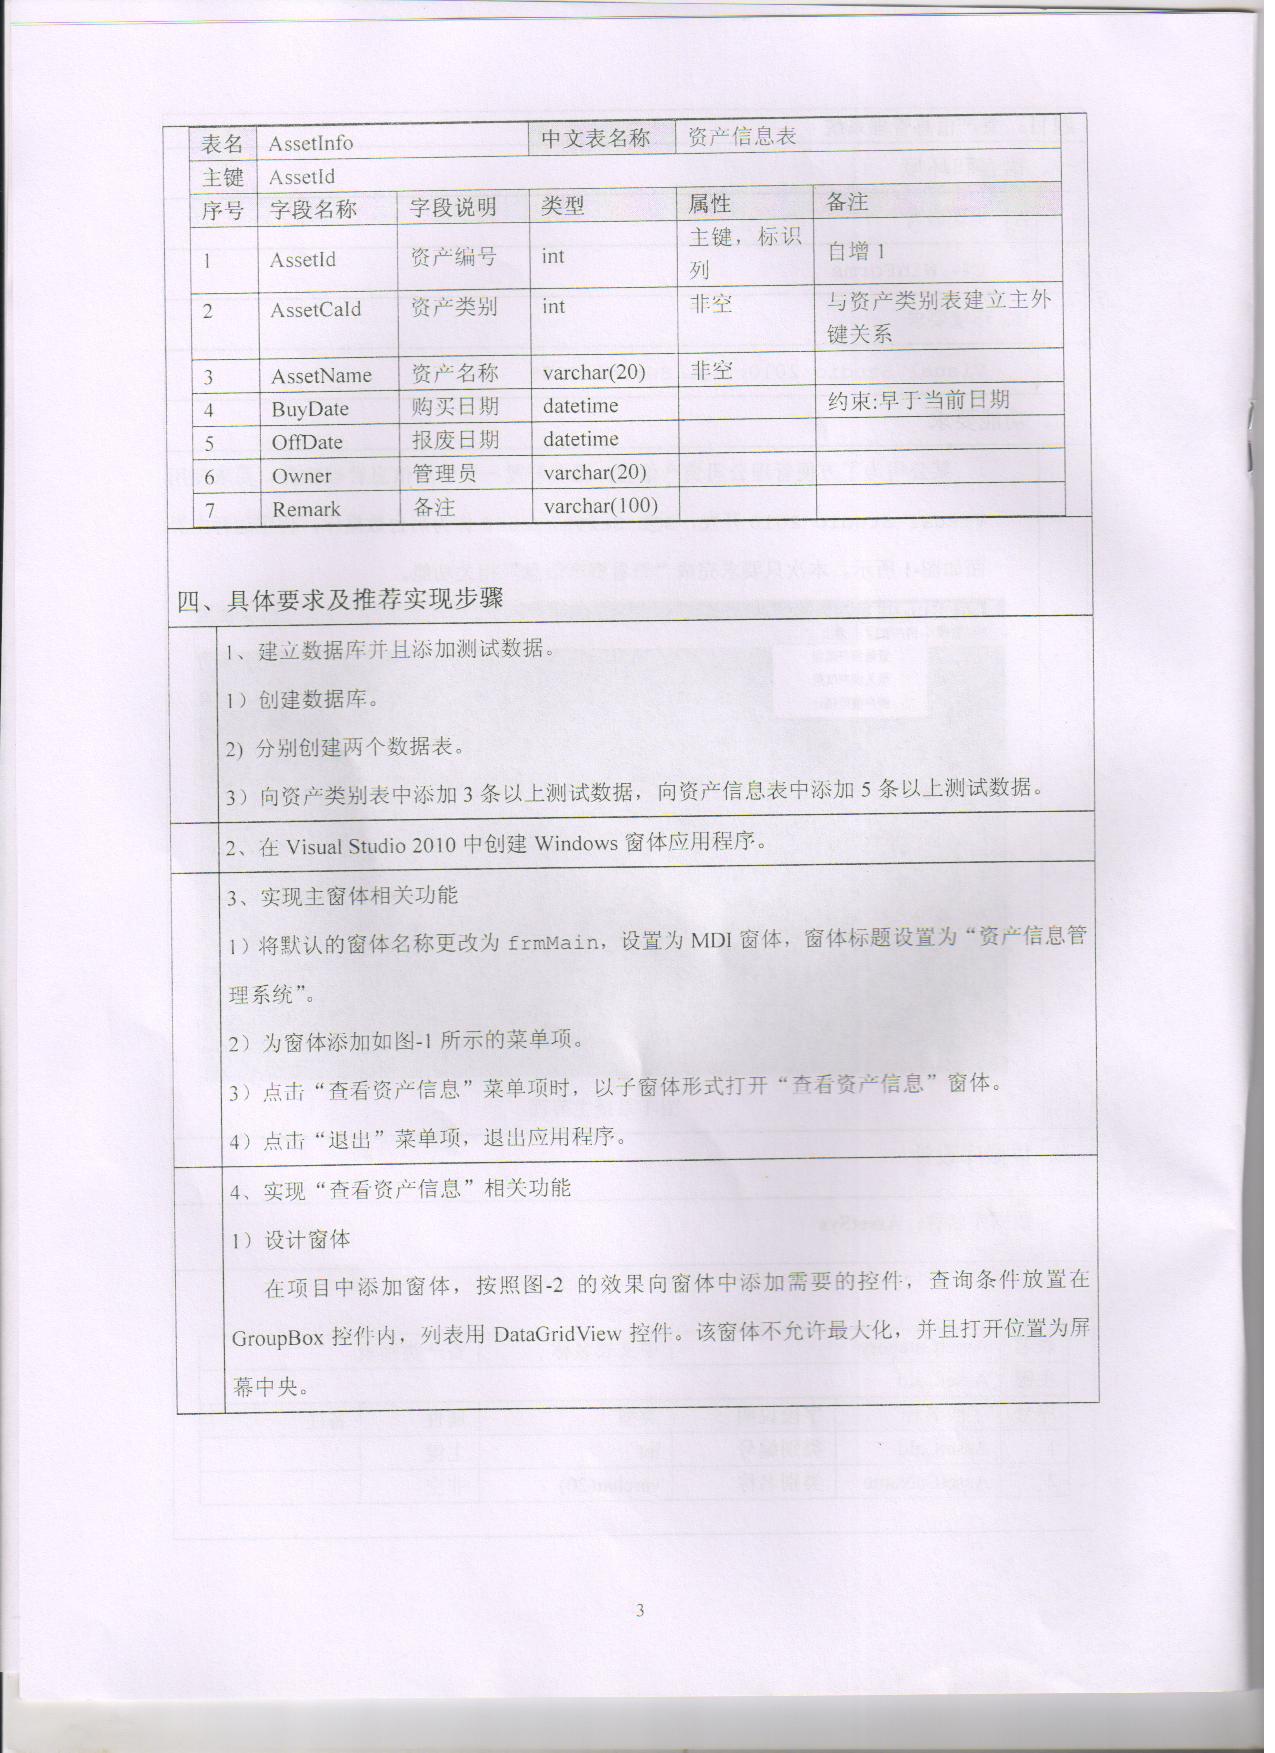 表名 AssetInfo 中文表名称 资产信息表
主键 AssetId
序号 字段名称 字段说明 类型 属性 备注
1 AssetId 资产编号 int 主键，标识列 自增 1
2 AssetCaId 资产类别 int 非空 与资产类别表建立主外键关系
3 AssetName 资产名称 varchar(20) 非空
4 BuyDate 购买日期 datetime 约束:早于当前日期
5 OffDate 报废日期 datetime
6 Owner 管理员 varchar(20)
7 Remark 备注 varchar(100)
四、具体要求及推荐实现步骤
1、建立数据库并且添加测试数据。
1）创建数据库。
2) 分别创建两个数据表。
3）向资产类别表中添加 3 条以上测试数据，向资产信息表中添加 5 条以上测试数据。
2、在 Visual Studio 2010 中创建 Windows 窗体应用程序。
3、实现主窗体相关功能
1）将默认的窗体名称更改为 frmMain，设置为 MDI 窗体，窗体标题设置为“资产信息管
理系统”。
2）为窗体添加如图-1 所示的菜单项。
3）点击“查看资产信息”菜单项时，以子窗体形式打开“查看资产信息”窗体。
4）点击“退出”菜单项，退出应用程序。
4、实现“查看资产信息”相关功能
1）设计窗体
在项目中添加窗体，按照图-2 的效果向窗体中添加需要的控件，查询条件放置在
GroupBox 控件内，列表用 DataGridView 控件。该窗体不允许最大化，并且打开位置为屏
幕中央。
3